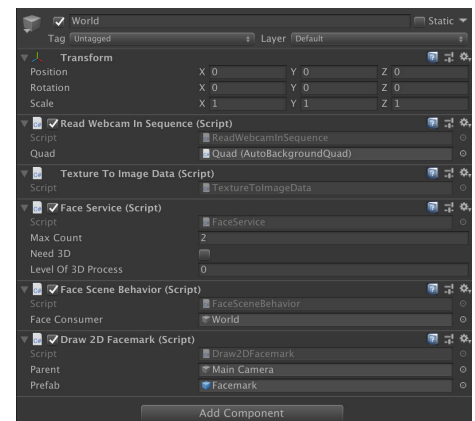 World Static
Tag Untagged Layer Default
Transform
Position X 0 Y 0 Z 0
Rotation X 0 Y 0 Z 0
Scale X 1 Y 1 Z 1
Read Webcam In Sequence (Script)
Script ReadWebcamInSequence
Quad Quad (AutoBackgroundQuad)
Texture To Image Data (Script)
Script TextureToImageData
Face Service (Script)
Script FaceService
Max Count 2
Need 3D
Level Of 3D Process 0
Face Scene Behavior (Script)
Script FaceSceneBehavior
Face Consumer World
Draw 2D Facemark (Script)
Script Draw2DFacemark
Parent Main Camera
Prefab Facemark
Add Component